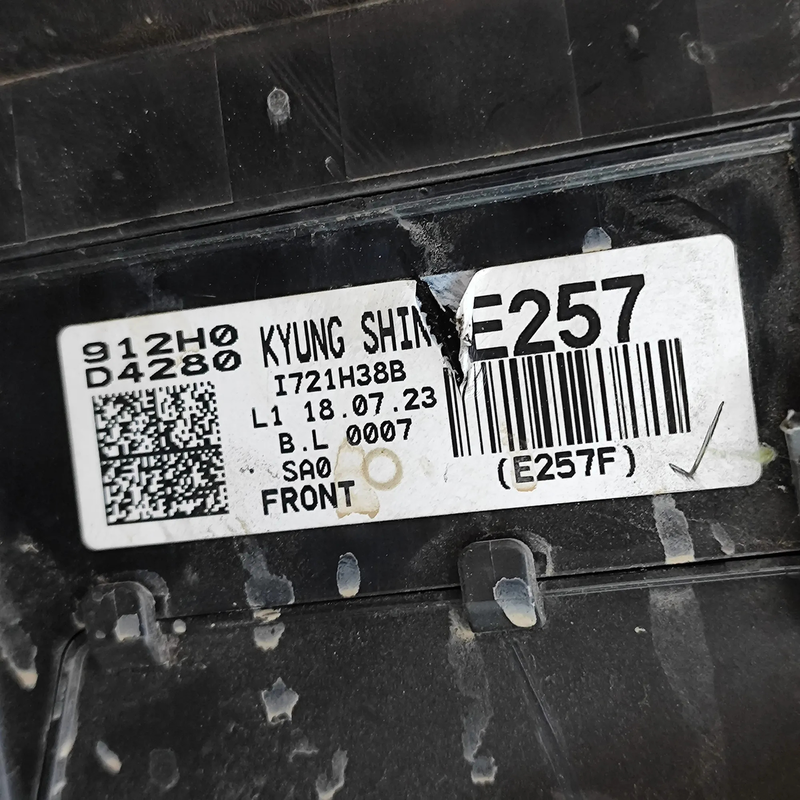 912H0
D4280
KYUNG SHIN
I721H38B
L1 18.07.23
B.L 0007
SA0
FRONT
E257
(E257F)